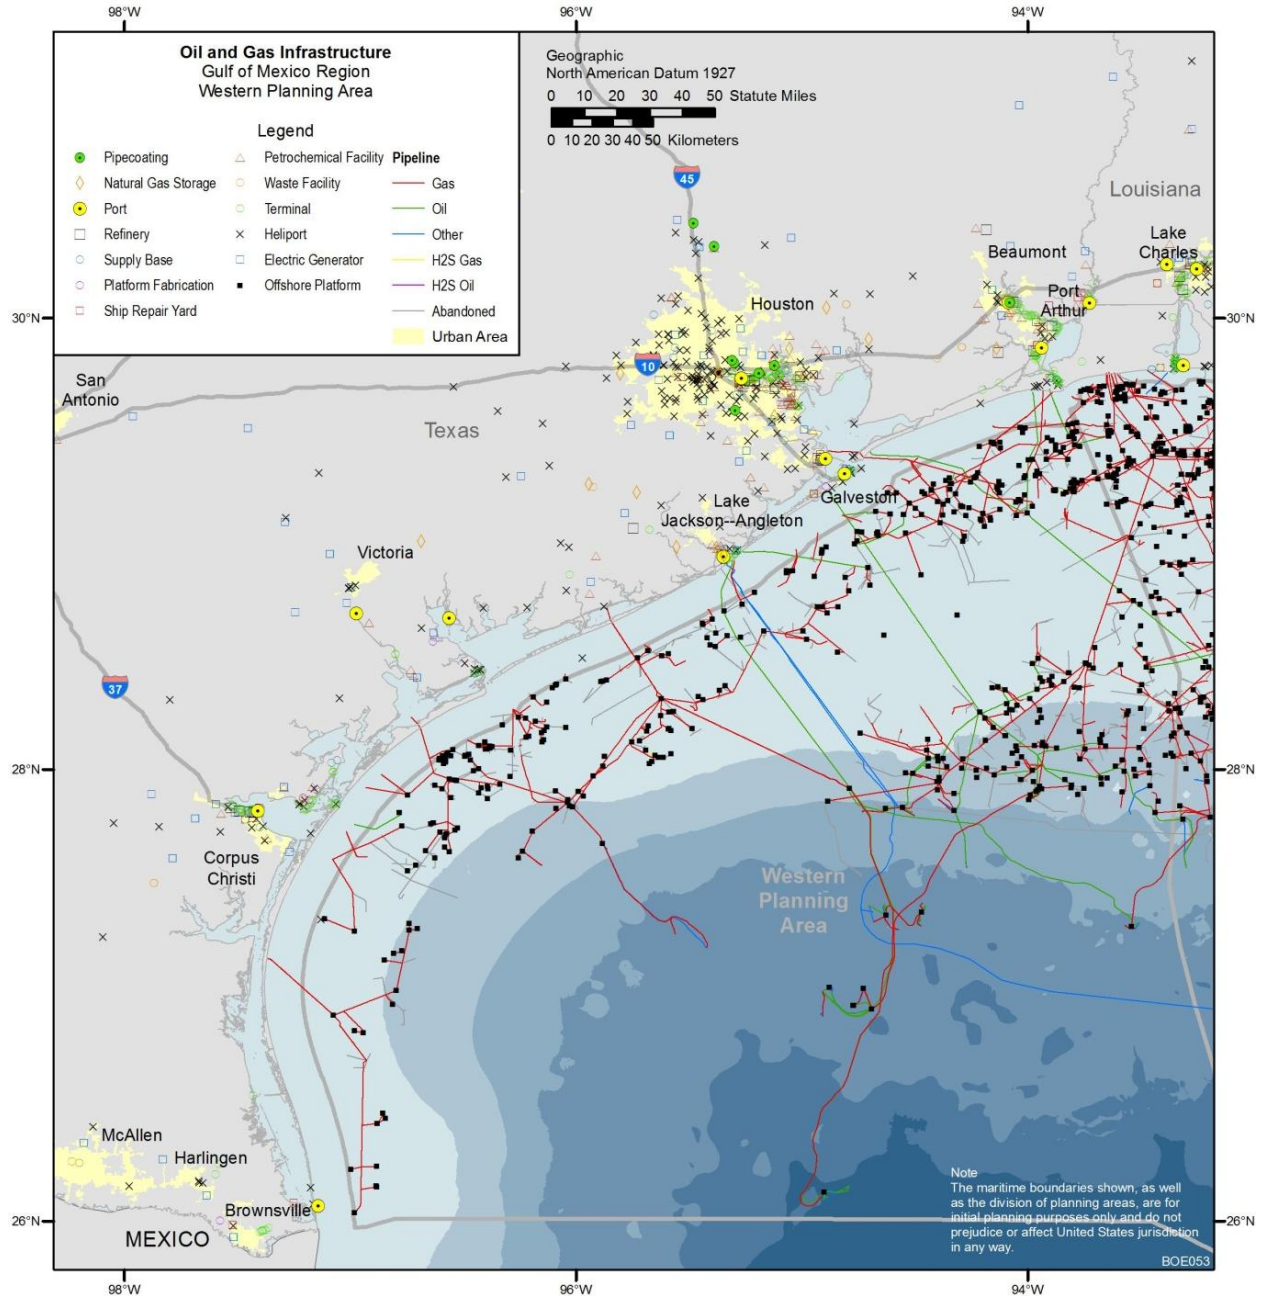 98°W 96°W 94°W
Oil and Gas Infrastructure
Gulf of Mexico Region
Western Planning Area
Legend
Pipecoating
Natural Gas Storage
Port
Refinery
Supply Base
Platform Fabrication
Ship Repair Yard
Petrochemical Facility
Waste Facility
Terminal
Heliport
Electric Generator
Offshore Platform
Pipeline
Gas
Oil
Other
H2S Gas
H2S Oil
Abandoned
Urban Area
Geographic
North American Datum 1927
0 10 20 30 40 50 Statute Miles
0 10 20 30 40 50 Kilometers
45
Louisiana
Lake
Charles
Beaumont
Port
Arthur
Houston
30°N 30°N
10
San
Antonio
Texas
Galveston
Lake
Jackson--Angleton
Victoria
37
28°N 28°N
Corpus
Christi
Western
Planning
Area
McAllen
Harlingen
Brownsville
MEXICO
26°N 26°N
Note
The maritime boundaries shown, as well
as the division of planning areas, are for
initial planning purposes only and do not
prejudice or affect United States jurisdiction
in any way.
BOE053
98°W 96°W 94°W